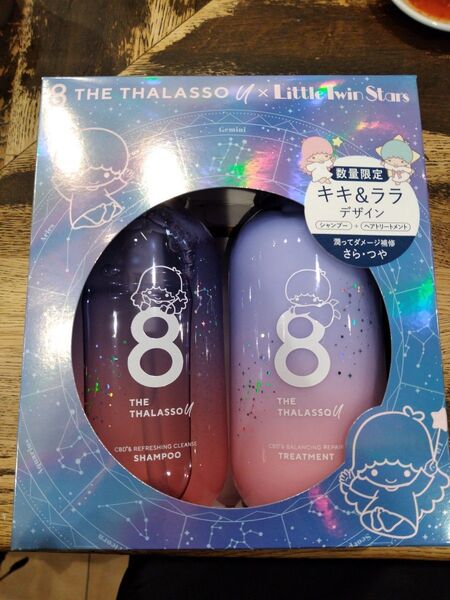 8 THE THALASSO u × Little Twin Stars
Gemini
Aries
数量限定
キキ&ララ
デザイン
シャンプー + ヘアトリートメント
潤ってダメージ補修
さら・つや
8
THE
THALASSO u
CBD*& REFRESHING CLEANSE
SHAMPOO
8
THE
THALASSO u
CBD*& BALANCING REPAIR
TREATMENT
Aquarius